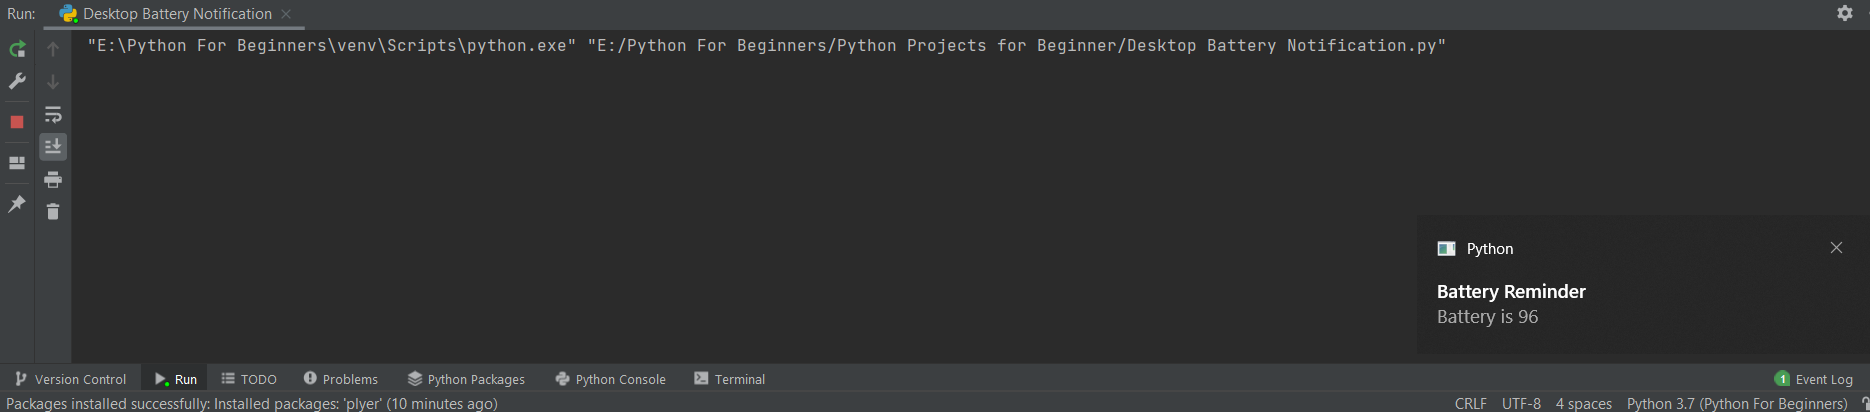 Run: Desktop Battery Notification
"E:\Python For Beginners\venv\Scripts\python.exe" "E:/Python For Beginners/Python Projects for Beginner/Desktop Battery Notification.py"
Python
Battery Reminder
Battery is 96
Version Control Run TODO Problems Python Packages Python Console Terminal 1 Event Log
Packages installed successfully: Installed packages: 'plyer' (10 minutes ago) CRLF UTF-8 4 spaces Python 3.7 (Python For Beginners)